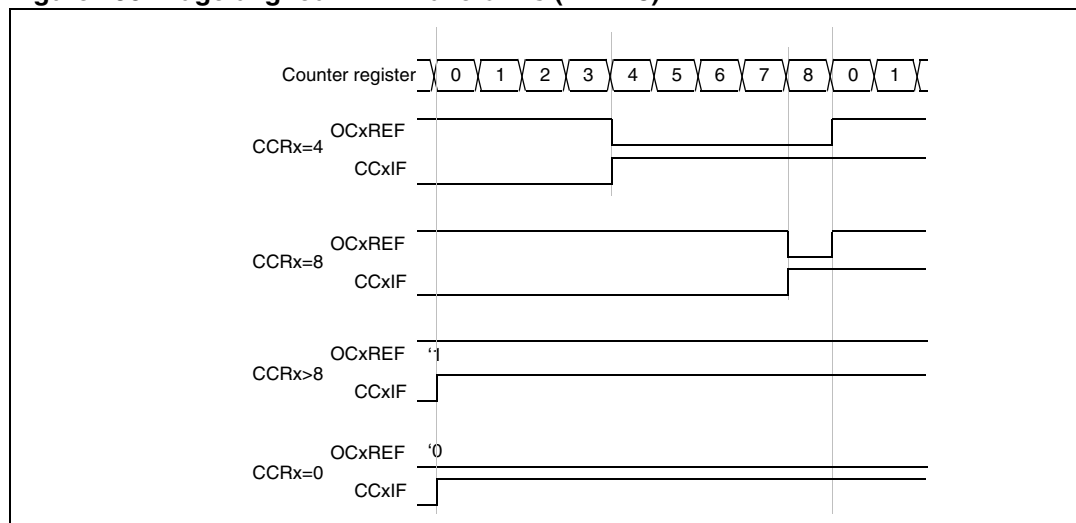 Counter register 0 1 2 3 4 5 6 7 8 0 1
OCxREF
CCRx=4
CCxIF
OCxREF
CCRx=8
CCxIF
OCxREF ‘1
CCRx>8
CCxIF
OCxREF ‘0
CCRx=0
CCxIF